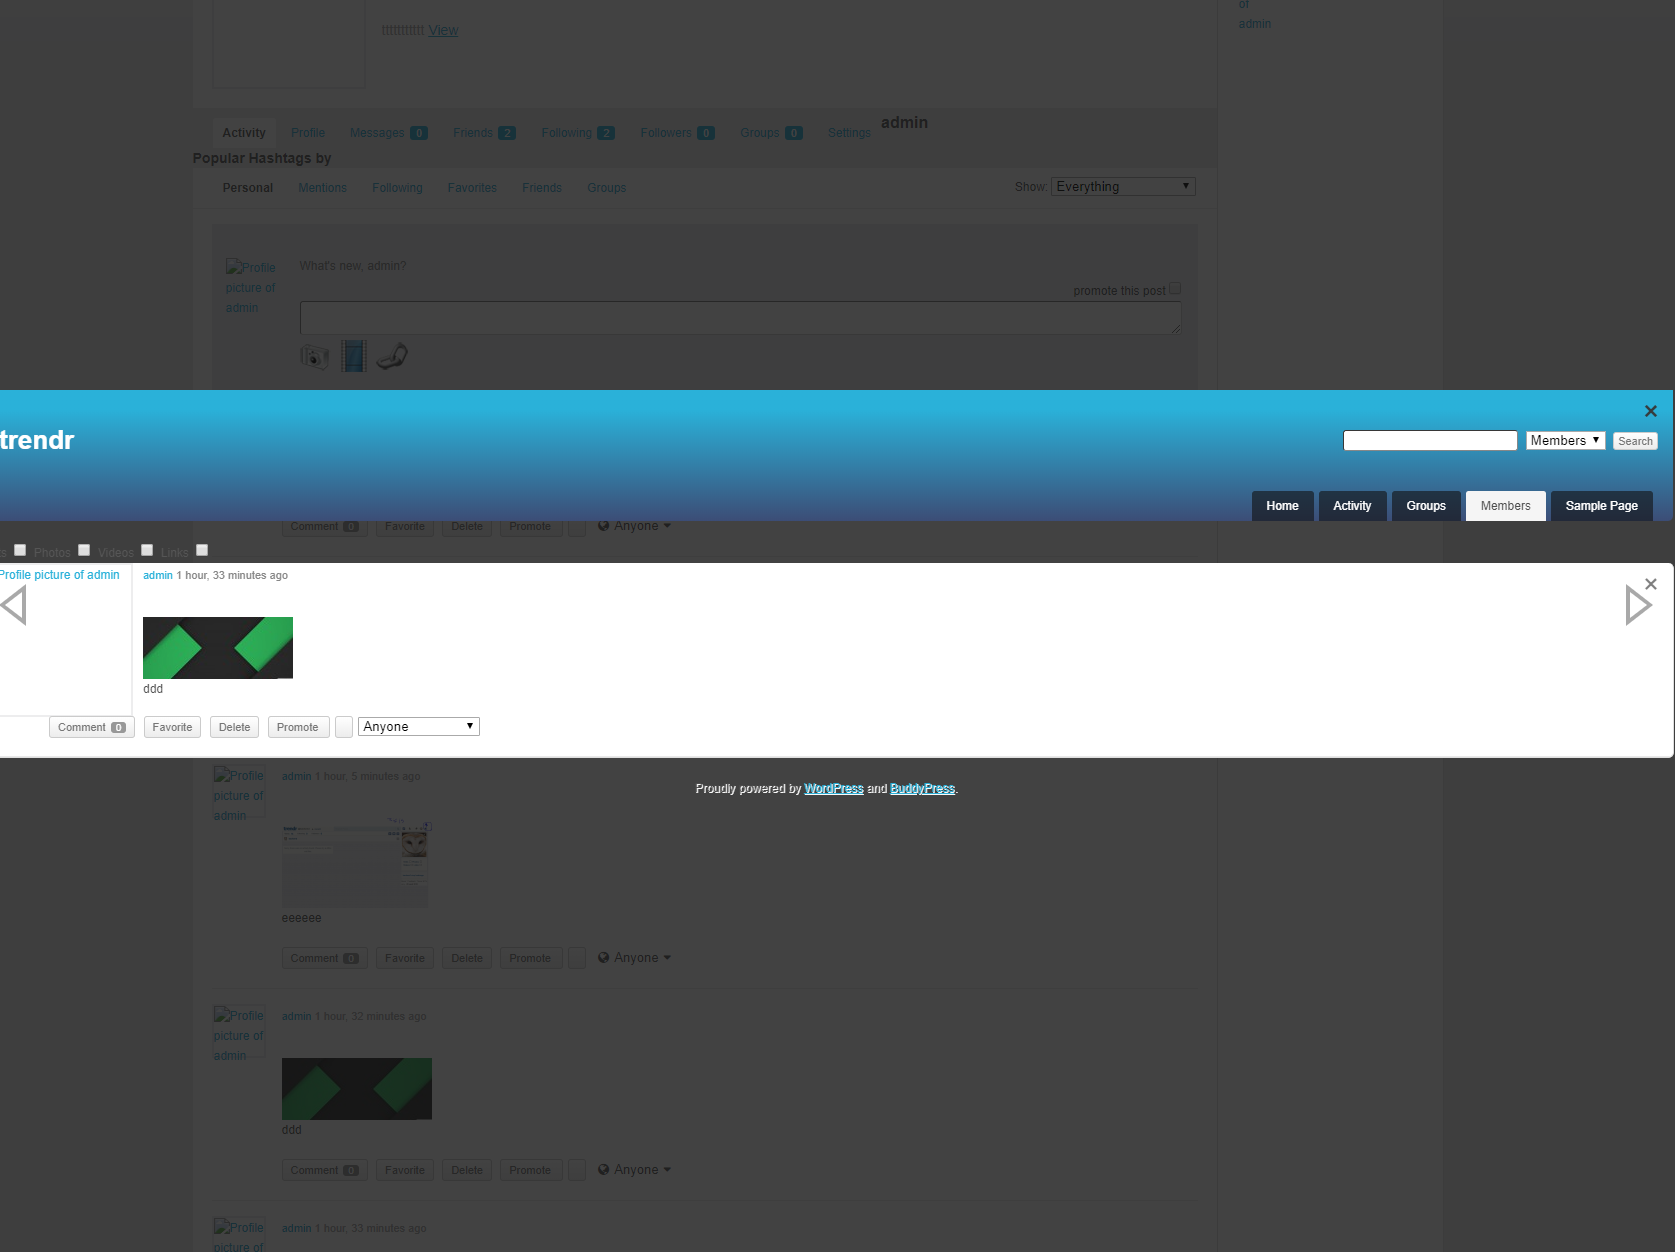 of
admin
tttttttttttt View
Activity Profile Messages 0 Friends 2 Following 2 Followers 0 Groups 0 Settings admin
Popular Hashtags by
Personal Mentions Following Favorites Friends Groups Show: Everything
What's new, admin?
Profile picture of admin
promote this post
trendr
Members Search
Home Activity Groups Members Sample Page
Comment 0 Favorite Delete Promote Anyone
s Photos Videos Links
Profile picture of admin
admin 1 hour, 33 minutes ago
ddd
Comment 0 Favorite Delete Promote Anyone
Profile picture of admin
admin 1 hour, 5 minutes ago
Proudly powered by WordPress and BuddyPress.
eeeeee
Comment 0 Favorite Delete Promote Anyone
Profile picture of admin
admin 1 hour, 32 minutes ago
ddd
Comment 0 Favorite Delete Promote Anyone
Profile picture of
admin 1 hour, 33 minutes ago